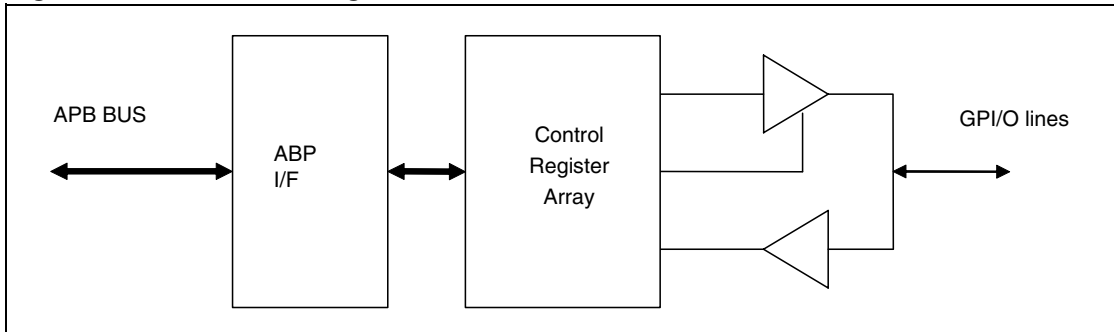 APB BUS
ABP
I/F
Control
Register
Array
GPI/O lines